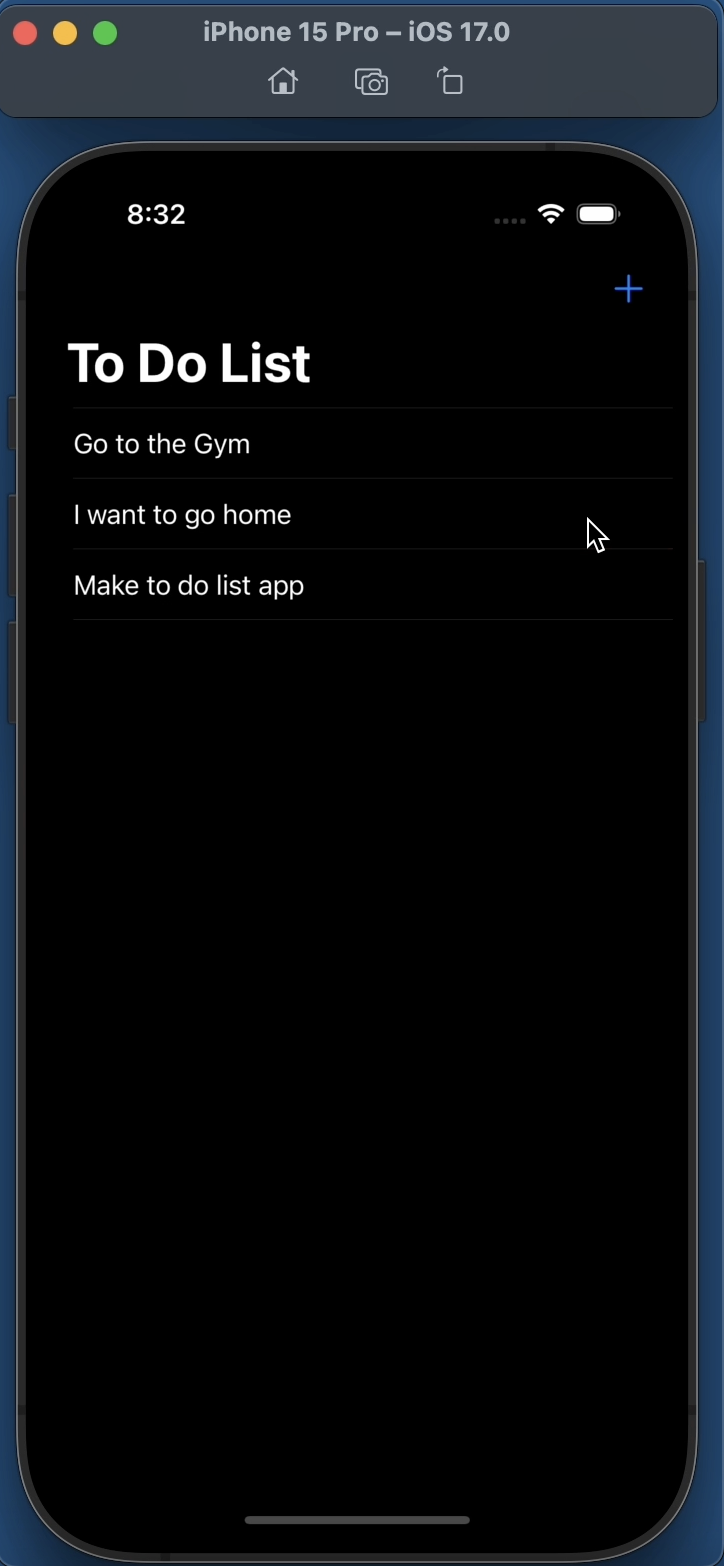 iPhone 15 Pro – iOS 17.0
8:32
To Do List
Go to the Gym
I want to go home
Make to do list app